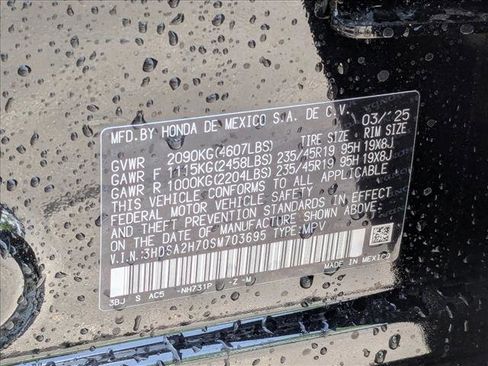 MFD.BY HONDA DE MEXICO S.A. DE C.V. 03/25
TIRE SIZE RIM SIZE
GVWR 2090KG(4607LBS)
GAWR F 1115KG(2458LBS) 235/45R19 95H 19X8J
GAWR R 1000KG(2204LBS) 235/45R19 95H 19X8J
THIS VEHICLE CONFORMS TO ALL APPLICABLE
FEDERAL MOTOR VEHICLE SAFETY
AND THEFT PREVENTION STANDARDS IN EFFECT
ON THE DATE OF MANUFACTURE SHOWN ABOVE.
V.I.N.:3HDSA2H70SM703695 TYPE:MPV
3BJ S AC5 -NH731P -Z -M MADE IN MEXICO